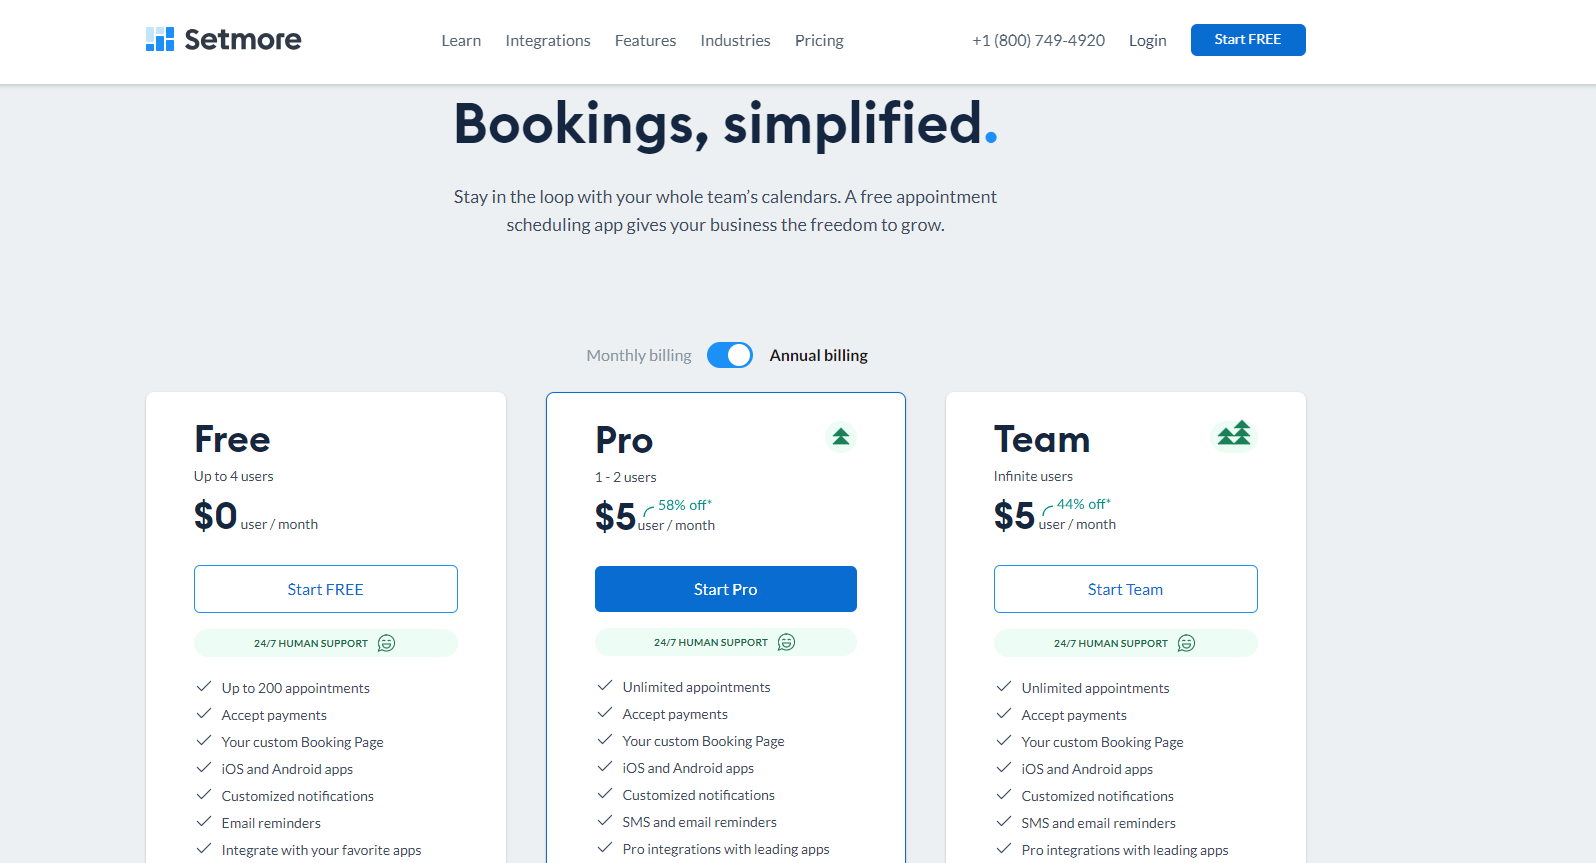 Setmore
Learn
Integrations
Features
Industries
Pricing
+1 (800) 749-4920
Login
Start FREE
Bookings, simplified.
Stay in the loop with your whole team’s calendars. A free appointment
scheduling app gives your business the freedom to grow.
Monthly billing
Annual billing
Free
Up to 4 users
$0 user / month
Start FREE
24/7 HUMAN SUPPORT
Up to 200 appointments
Accept payments
Your custom Booking Page
iOS and Android apps
Customized notifications
Email reminders
Integrate with your favorite apps
Pro
1 - 2 users
58% off*
$5 user / month
Start Pro
24/7 HUMAN SUPPORT
Unlimited appointments
Accept payments
Your custom Booking Page
iOS and Android apps
Customized notifications
SMS and email reminders
Pro integrations with leading apps
Team
Infinite users
44% off*
$5 user / month
Start Team
24/7 HUMAN SUPPORT
Unlimited appointments
Accept payments
Your custom Booking Page
iOS and Android apps
Customized notifications
SMS and email reminders
Pro integrations with leading apps